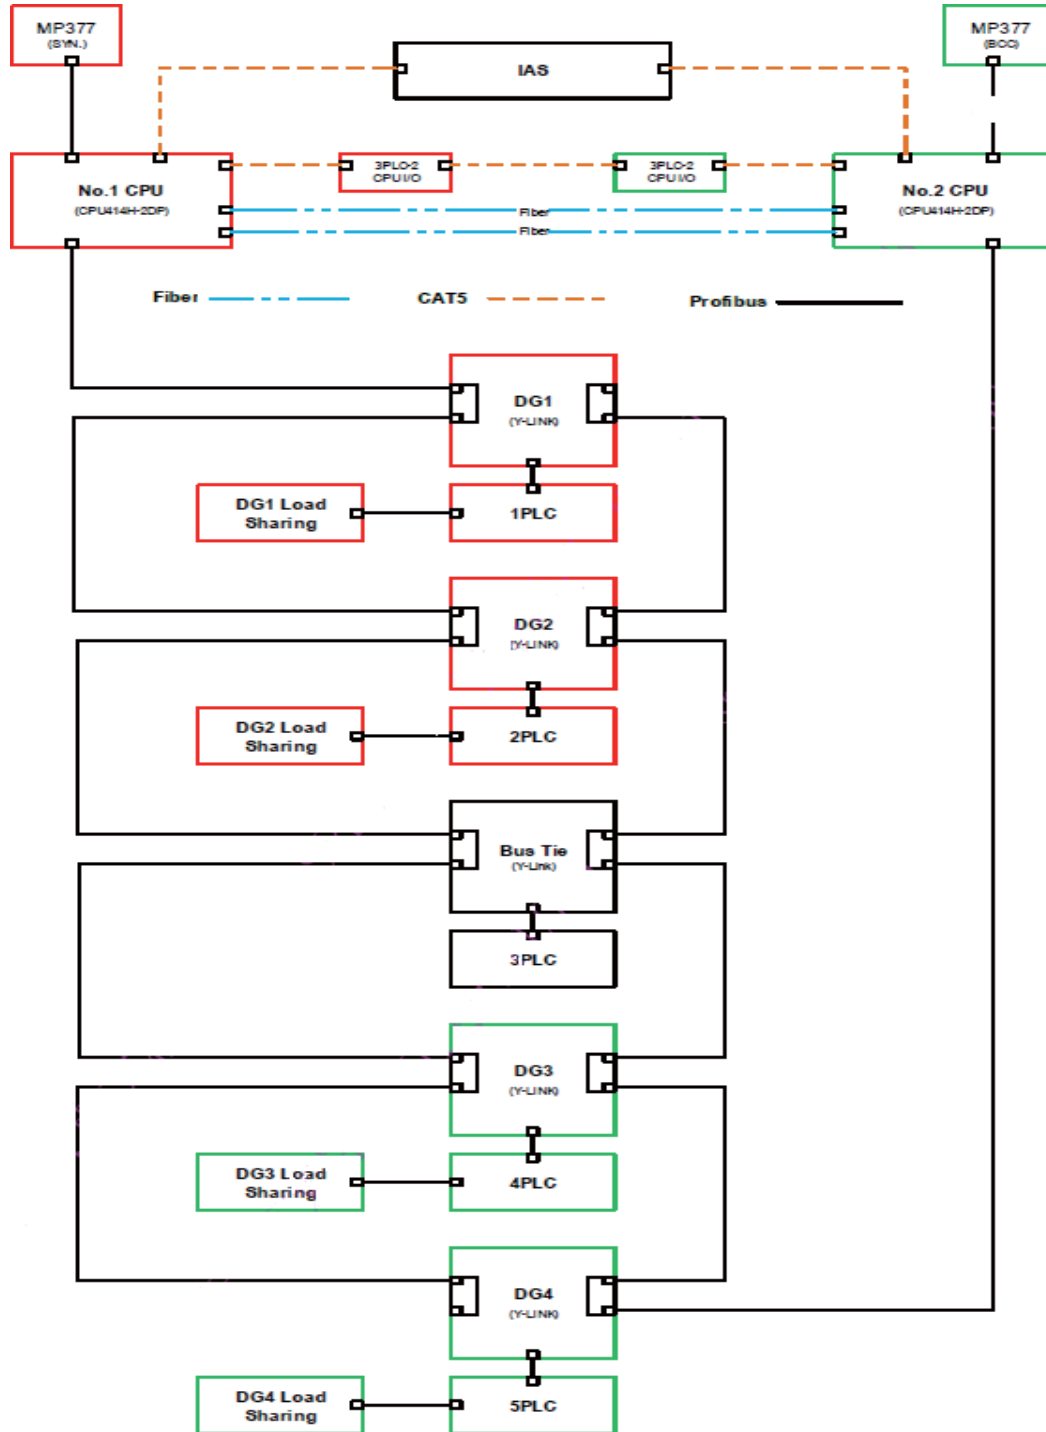 MP377
(SYN.)
MP377
(BCC)
IAS
3PLC-2
CPU I/O
3PLC-2
CPU I/O
No.1 CPU
(CPU414H-2DP)
No.2 CPU
(CPU414H-2DP)
Fiber
Fiber
Fiber
CAT5
Profibus
DG1
(Y-LINK)
DG1 Load
Sharing
1PLC
DG2
(Y-LINK)
DG2 Load
Sharing
2PLC
Bus Tie
(Y-Link)
3PLC
DG3
(Y-LINK)
DG3 Load
Sharing
4PLC
DG4
(Y-LINK)
DG4 Load
Sharing
5PLC